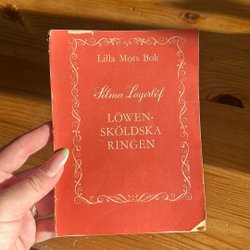 Lilla Mors Bok
Selma Lagerlöf
LÖWEN-
SKÖLDSKA
RINGEN